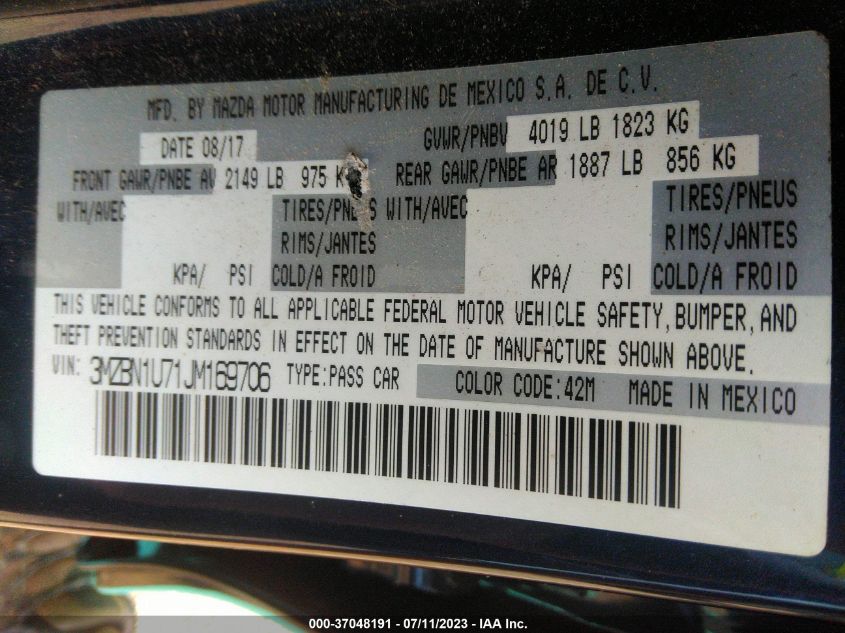 MFD. BY MAZDA MOTOR MANUFACTURING DE MEXICO S.A. DE C.V.
DATE 08/17 GVWR/PNBV 4019 LB 1823 KG
FRONT GAWR/PNBE AV 2149 LB 975 KG REAR GAWR/PNBE AR 1887 LB 856 KG
WITH/AVEC TIRES/PNEUS WITH/AVEC TIRES/PNEUS
RIMS/JANTES RIMS/JANTES
KPA/ PSI COLD/A FROID KPA/ PSI COLD/A FROID
THIS VEHICLE CONFORMS TO ALL APPLICABLE FEDERAL MOTOR VEHICLE SAFETY, BUMPER, AND
THEFT PREVENTION STANDARDS IN EFFECT ON THE DATE OF MANUFACTURE SHOWN ABOVE.
VIN: 3MZBN1U71JM169706 TYPE:PASS CAR COLOR CODE:42M MADE IN MEXICO
000-37048191 - 07/11/2023 - IAA Inc.